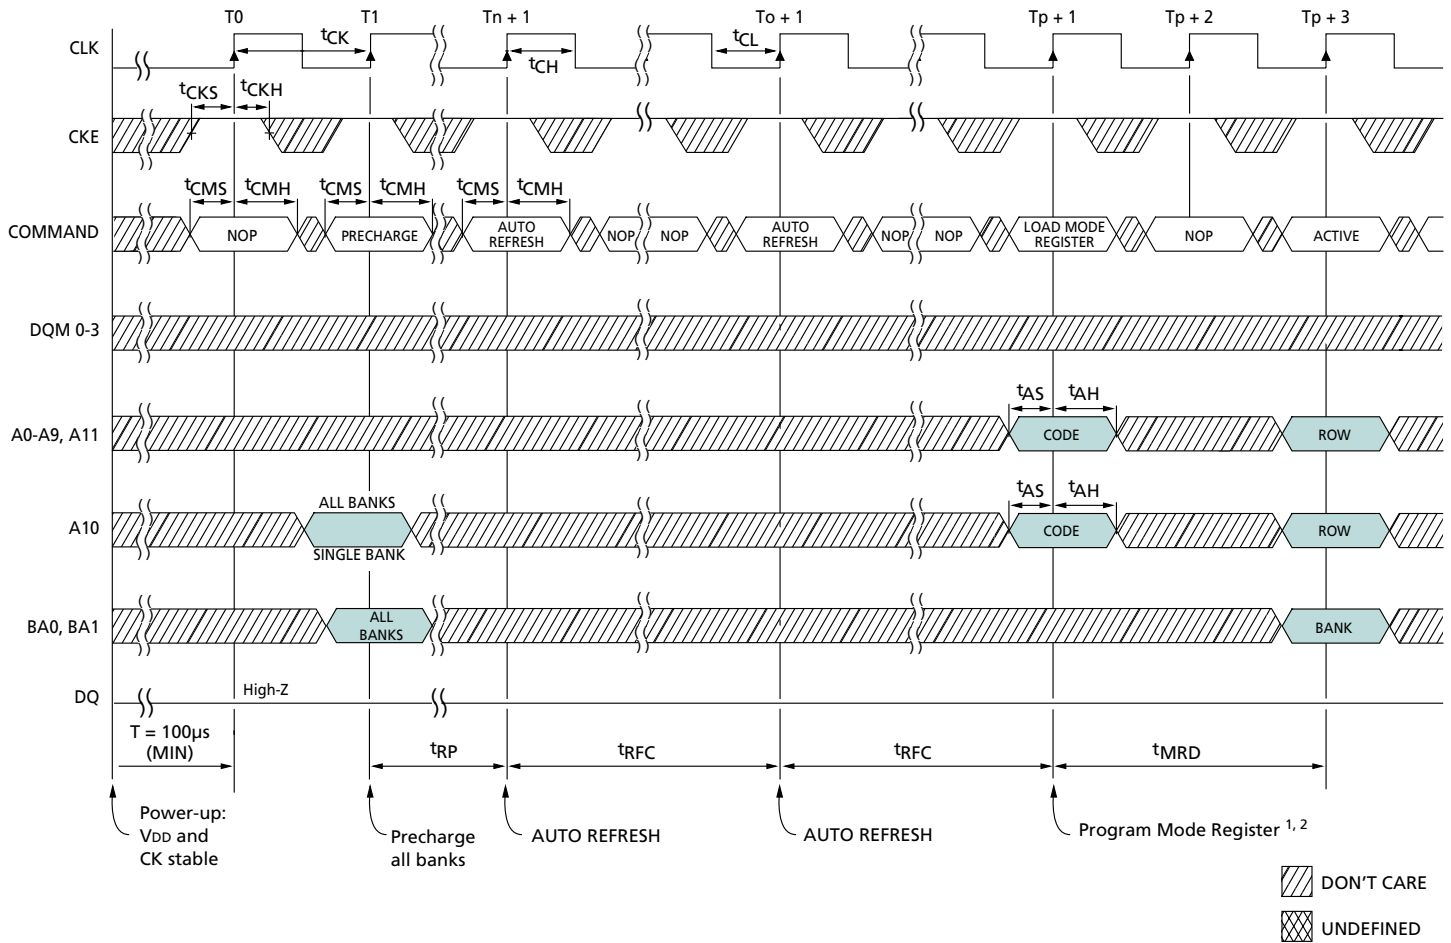 T0 T1 Tn + 1 To + 1 Tp + 1 Tp + 2 Tp + 3
CLK
tCK
tCH
tCL
tCKS tCKH
CKE
tCMS tCMH tCMS tCMH tCMS tCMH
COMMAND
NOP
PRECHARGE
AUTO
REFRESH
NOP
NOP
AUTO
REFRESH
NOP
NOP
LOAD MODE
REGISTER
NOP
ACTIVE
DQM 0-3
tAS tAH
A0-A9, A11
CODE
ROW
tAS tAH
A10
ALL BANKS
SINGLE BANK
CODE
ROW
BA0, BA1
ALL
BANKS
BANK
DQ
High-Z
T = 100µs
(MIN)
tRP
tRFC
tRFC
tMRD
Power-up:
VDD and
CK stable
Precharge
all banks
AUTO REFRESH
AUTO REFRESH
Program Mode Register 1, 2
DON'T CARE
UNDEFINED